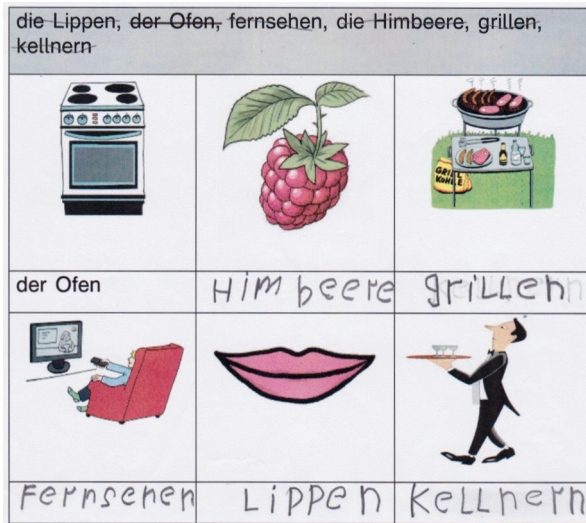 die Lippen, der Ofen, fernsehen, die Himbeere, grillen,
kellnern
GRILL
KOHLE
der Ofen Himbeere grillen
Fernsehen Lippen Kellnern